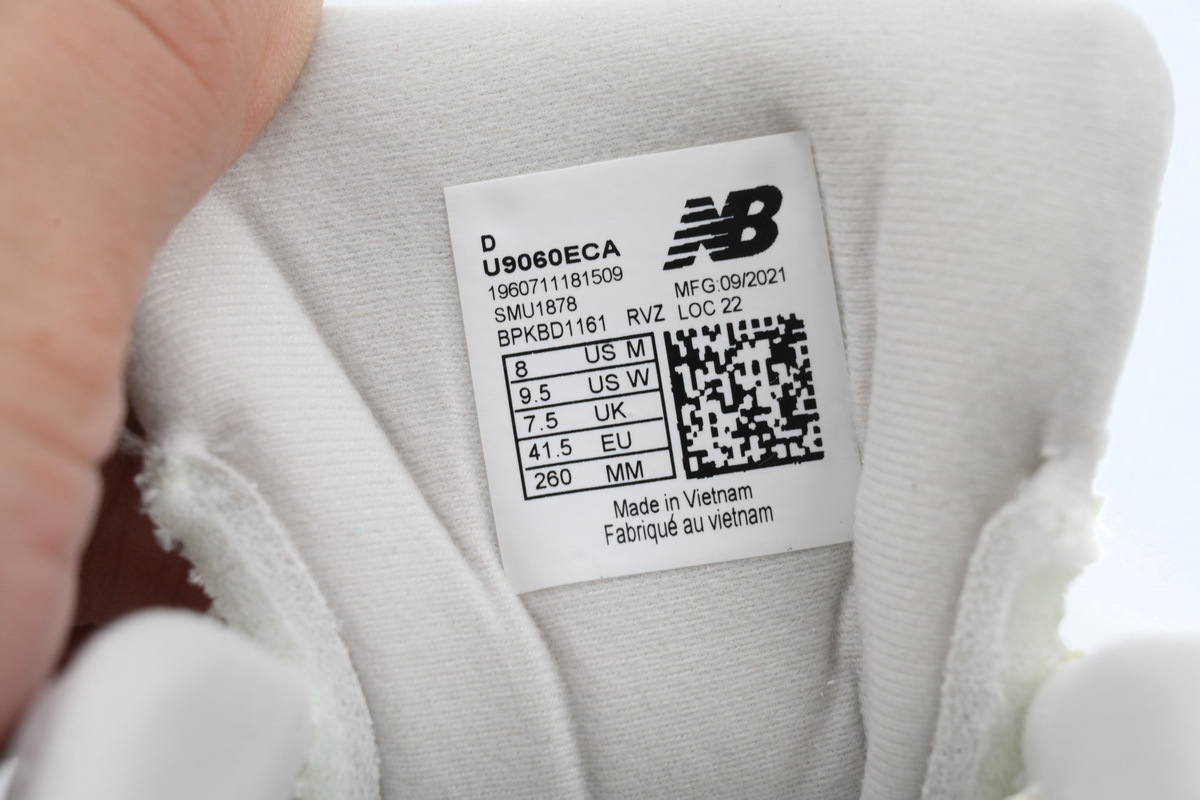 NB
D
U9060ECA
1960711181509
SMU1878
BPKBD1161 RVZ
MFG:09/2021
LOC 22
8 US M
9.5 US W
7.5 UK
41.5 EU
260 MM
Made in Vietnam
Fabriqué au vietnam